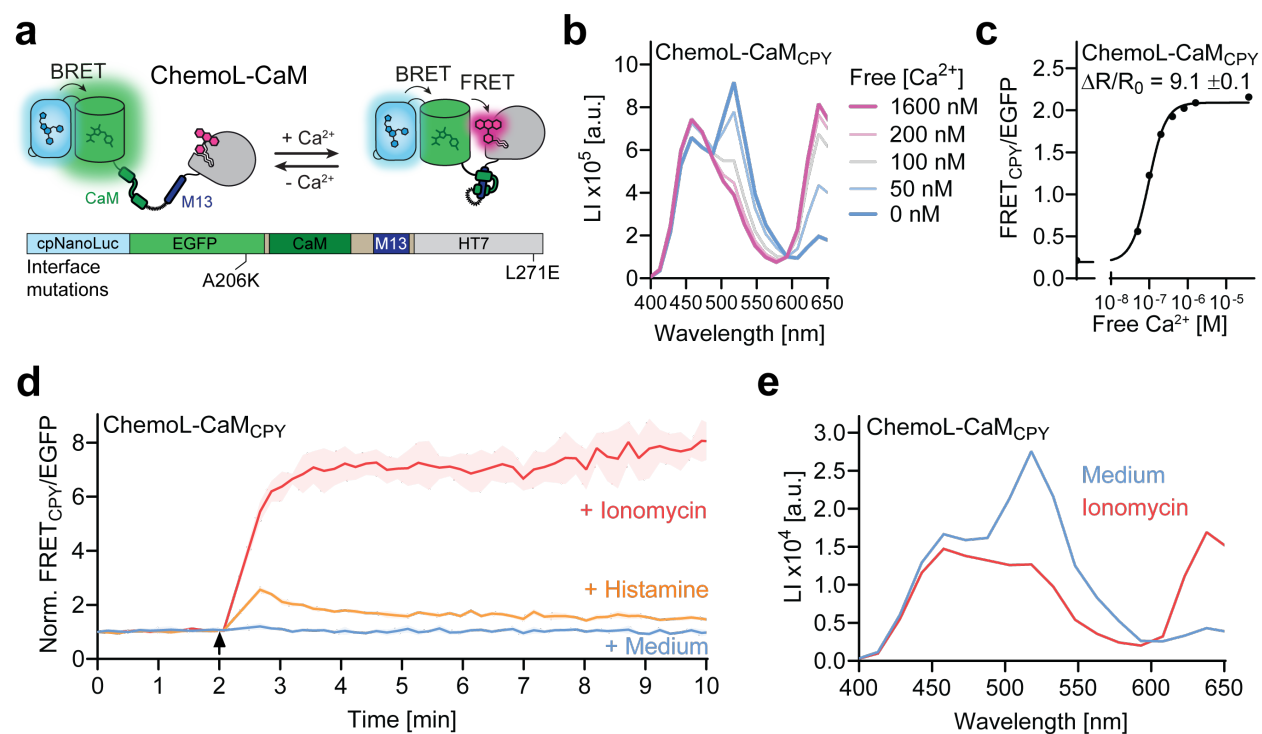 a
BRET
ChemoL-CaM
BRET
FRET
+ Ca²⁺
- Ca²⁺
CaM
M13
cpNanoLuc
EGFP
CaM
M13
HT7
Interface
mutations
A206K
L271E
b
ChemoL-CaM_CPY
LI x10⁵ [a.u.]
10
8
6
4
2
0
400
450
500
550
600
650
Wavelength [nm]
Free [Ca²⁺]
1600 nM
200 nM
100 nM
50 nM
0 nM
c
ChemoL-CaM_CPY
ΔR/R₀ = 9.1 ±0.1
FRET_CPY/EGFP
2.5
2.0
1.5
1.0
0.5
0.0
10⁻⁸
10⁻⁷
10⁻⁶
10⁻⁵
Free Ca²⁺ [M]
d
ChemoL-CaM_CPY
Norm. FRET_CPY/EGFP
8
6
4
2
0
+ Ionomycin
+ Histamine
+ Medium
0
1
2
3
4
5
6
7
8
9
10
Time [min]
e
ChemoL-CaM_CPY
LI x10⁴ [a.u.]
3.0
2.5
2.0
1.5
1.0
0.5
0.0
Medium
Ionomycin
400
450
500
550
600
650
Wavelength [nm]